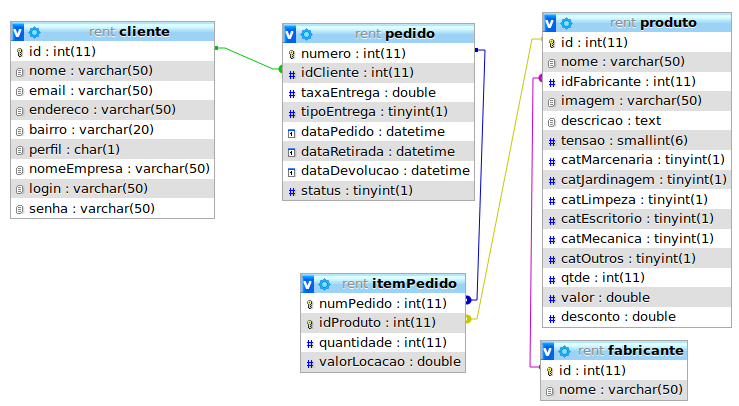 rent cliente
id : int(11)
nome : varchar(50)
email : varchar(50)
endereco : varchar(50)
bairro : varchar(20)
perfil : char(1)
nomeEmpresa : varchar(50)
login : varchar(50)
senha : varchar(50)
rent pedido
numero : int(11)
idCliente : int(11)
taxaEntrega : double
tipoEntrega : tinyint(1)
dataPedido : datetime
dataRetirada : datetime
dataDevolucao : datetime
status : tinyint(1)
rent itemPedido
numPedido : int(11)
idProduto : int(11)
quantidade : int(11)
valorLocacao : double
rent produto
id : int(11)
nome : varchar(50)
idFabricante : int(11)
imagem : varchar(50)
descricao : text
tensao : smallint(6)
catMarcenaria : tinyint(1)
catJardinagem : tinyint(1)
catLimpeza : tinyint(1)
catEscritorio : tinyint(1)
catMecanica : tinyint(1)
catOutros : tinyint(1)
qtde : int(11)
valor : double
desconto : double
rent fabricante
id : int(11)
nome : varchar(50)